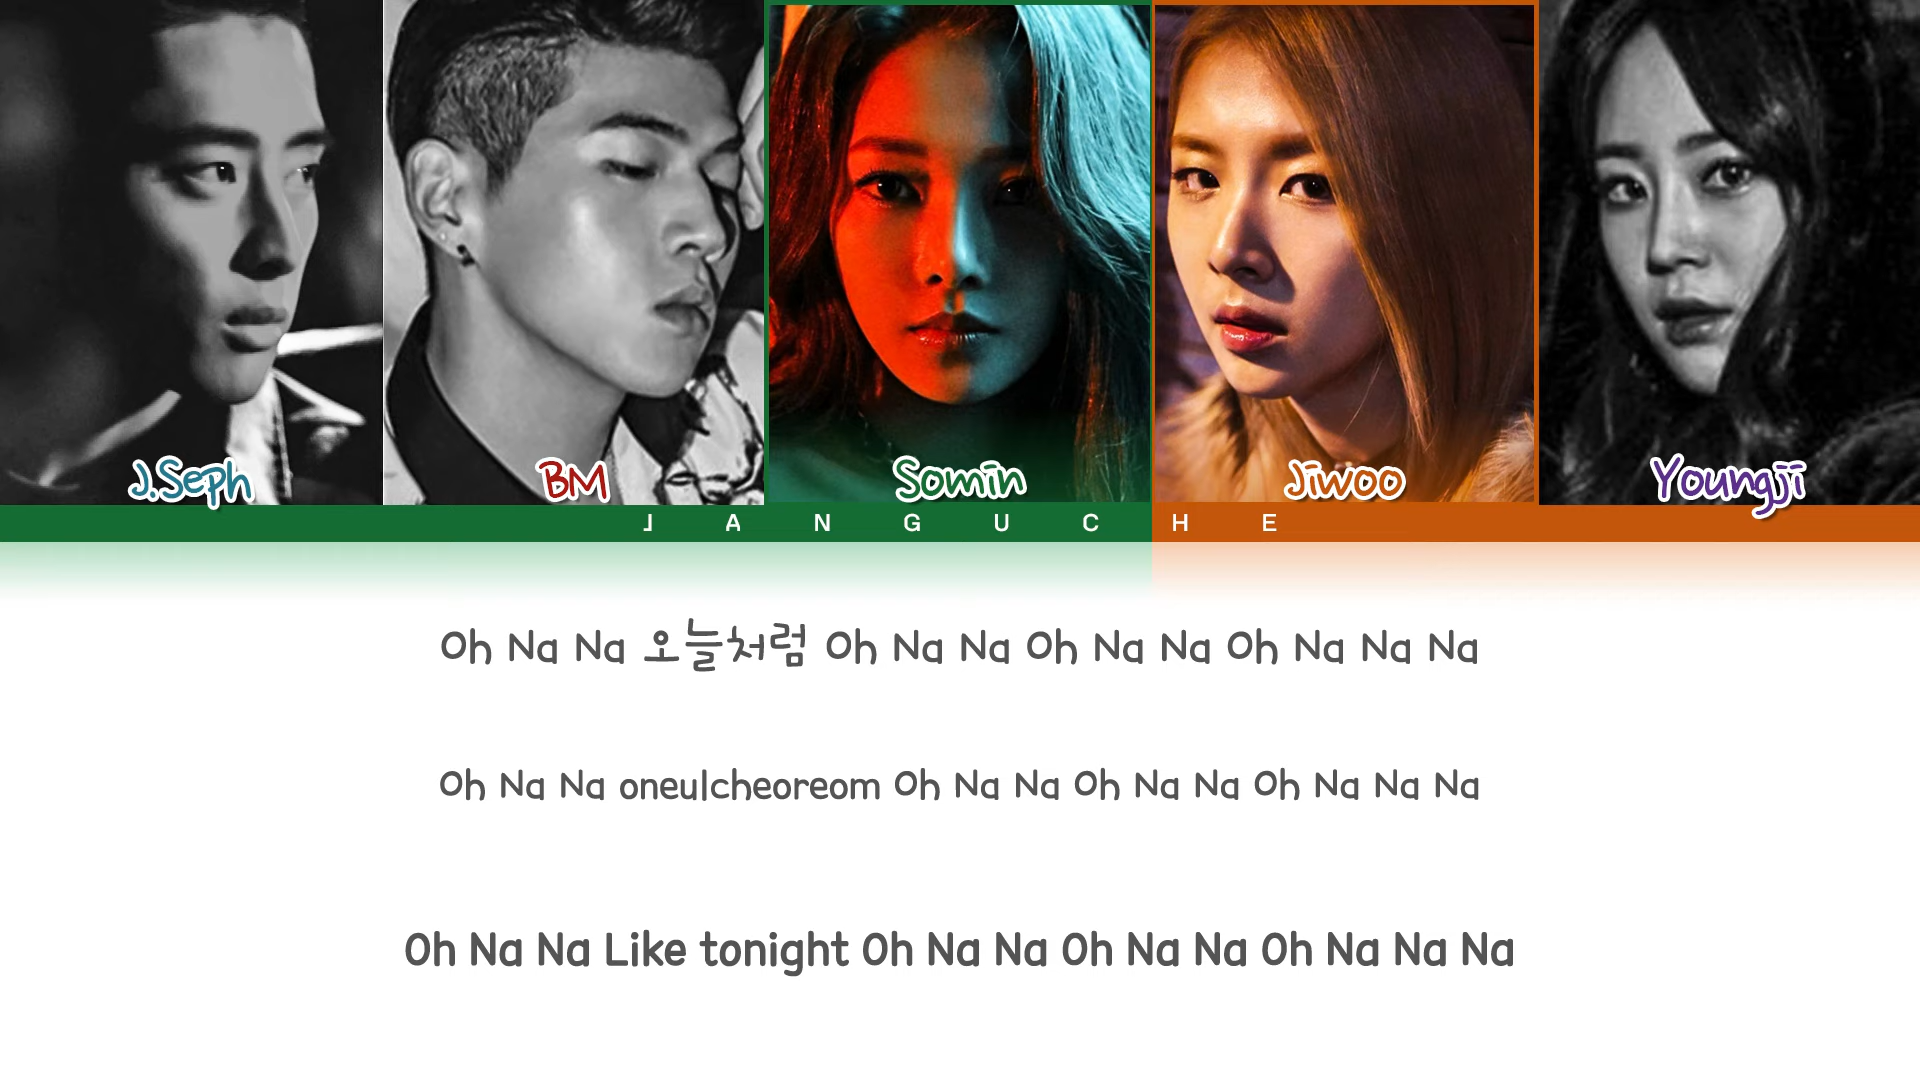 J.Seph BM Somin Jiwoo Youngji
JANGUCHE
Oh Na Na 오늘처럼 Oh Na Na Oh Na Na Oh Na Na Na
Oh Na Na oneulcheoreom Oh Na Na Oh Na Na Oh Na Na Na
Oh Na Na Like tonight Oh Na Na Oh Na Na Oh Na Na Na